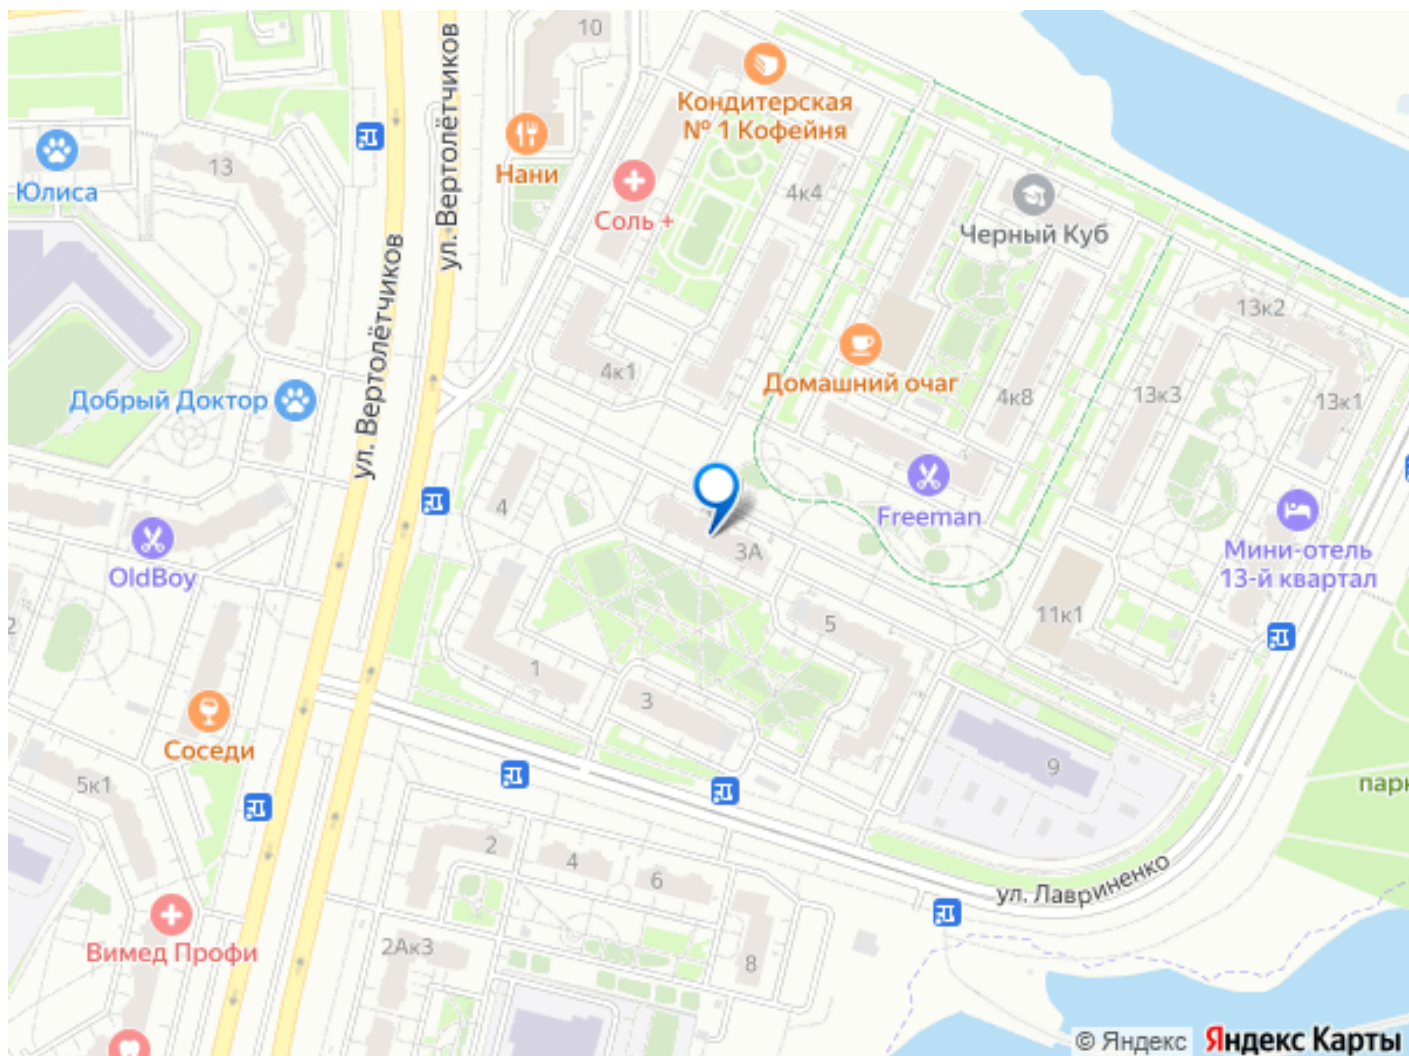 10
Кондитерская
№ 1 Кофейня
ул. Вертолётчиков
Юлиса
13
Нани
Соль +
4к4
Черный Куб
ул. Вертолётчиков
13к2
4к1
Домашний очаг
4к8
13к3
13к1
Добрый Доктор
4
Freeman
3А
Мини-отель
13-й квартал
OldBoy
2
5
11к1
1
3
Соседи
5к1
9
парк
2
4
6
ул. Лавриненко
Вимед Профи
2Ак3
8
© Яндекс Яндекс Карты